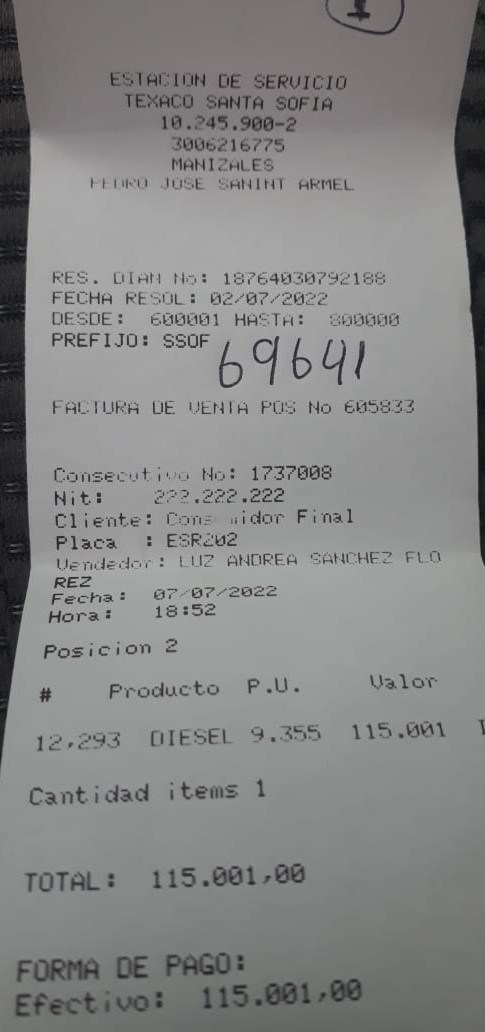 1
ESTACION DE SERVICIO
TEXACO SANTA SOFIA
10.245.900-2
3006216775
MANIZALES
PEDRO JOSE SANINT ARMEL
RES. DIAN No: 18764030792188
FECHA RESOL: 02/07/2022
DESDE: 600001 HASTA: 800000
PREFIJO: SSOF
69641
FACTURA DE VENTA POS No 605833
Consecutivo No: 1737008
Nit: 222.222.222
Cliente: Consumidor Final
Placa : ESR202
Vendedor: LUZ ANDREA SANCHEZ FLO
REZ
Fecha: 07/07/2022
Hora: 18:52
Posicion 2
# Producto P.U. Valor
12,293 DIESEL 9.355 115.001
Cantidad items 1
TOTAL: 115.001,00
FORMA DE PAGO:
Efectivo: 115.001,00